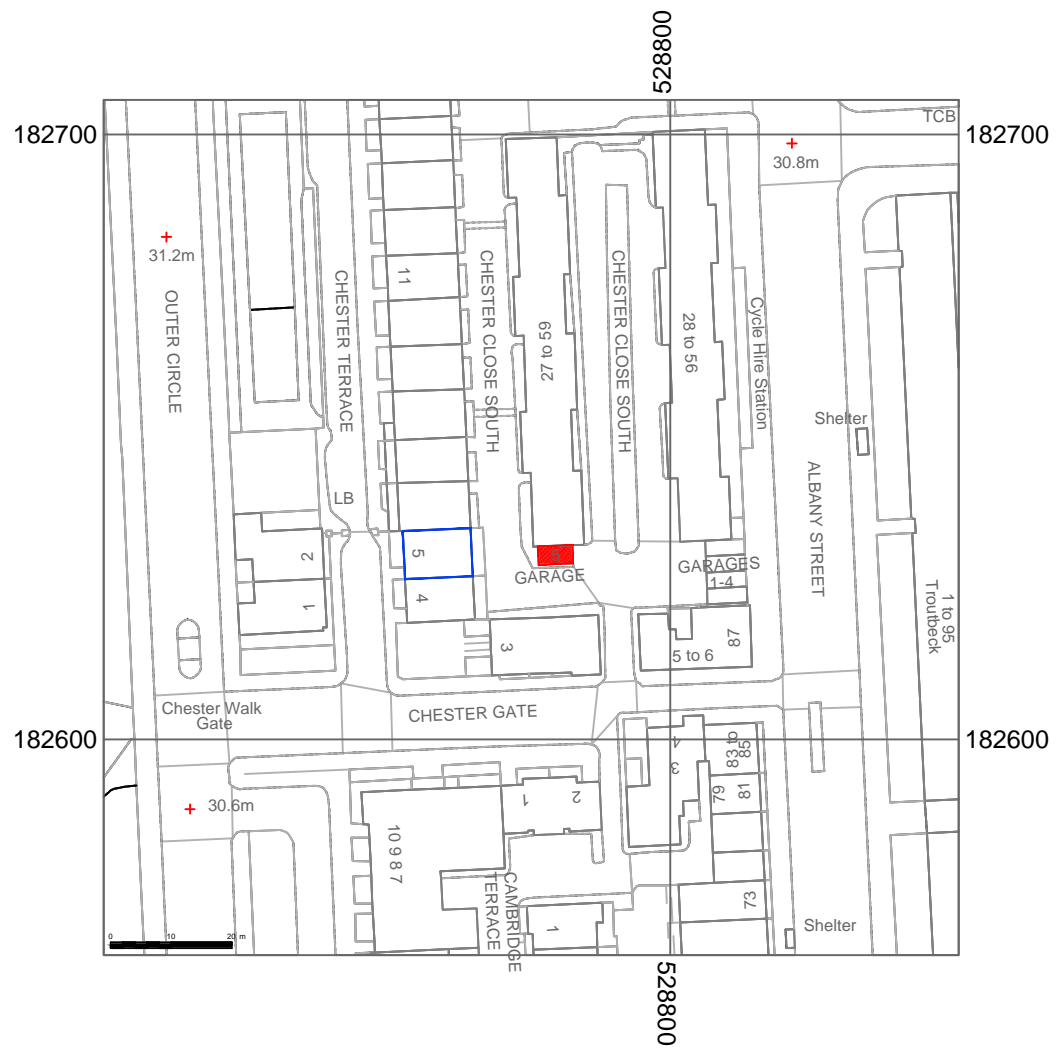 528800
182700
182700
TCB
30.8m
31.2m
OUTER CIRCLE
CHESTER TERRACE
11
CHESTER CLOSE SOUTH
27 to 59
CHESTER CLOSE SOUTH
28 to 56
Cycle Hire Station
Shelter
ALBANY STREET
LB
2
1
5
4
5
GARAGE
GARAGES
1-4
1 to 95
Troutbeck
3
5 to 6
87
Chester Walk
Gate
CHESTER GATE
182600
182600
4
3
85
83 to
81
79
30.6m
1
2
10 9 8 7
CAMBRIDGE
TERRACE
73
1
Shelter
0
10
20 m
528800